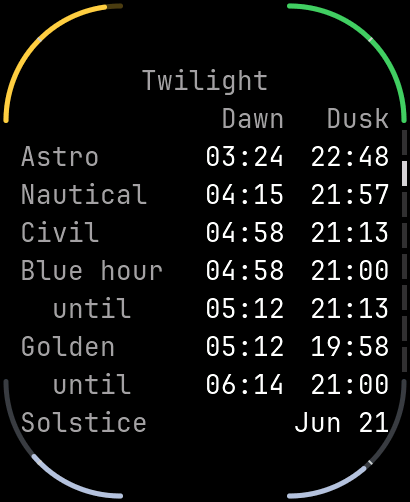 Twilight
Dawn Dusk
Astro 03:24 22:48
Nautical 04:15 21:57
Civil 04:58 21:13
Blue hour 04:58 21:00
until 05:12 21:13
Golden 05:12 19:58
until 06:14 21:00
Solstice Jun 21